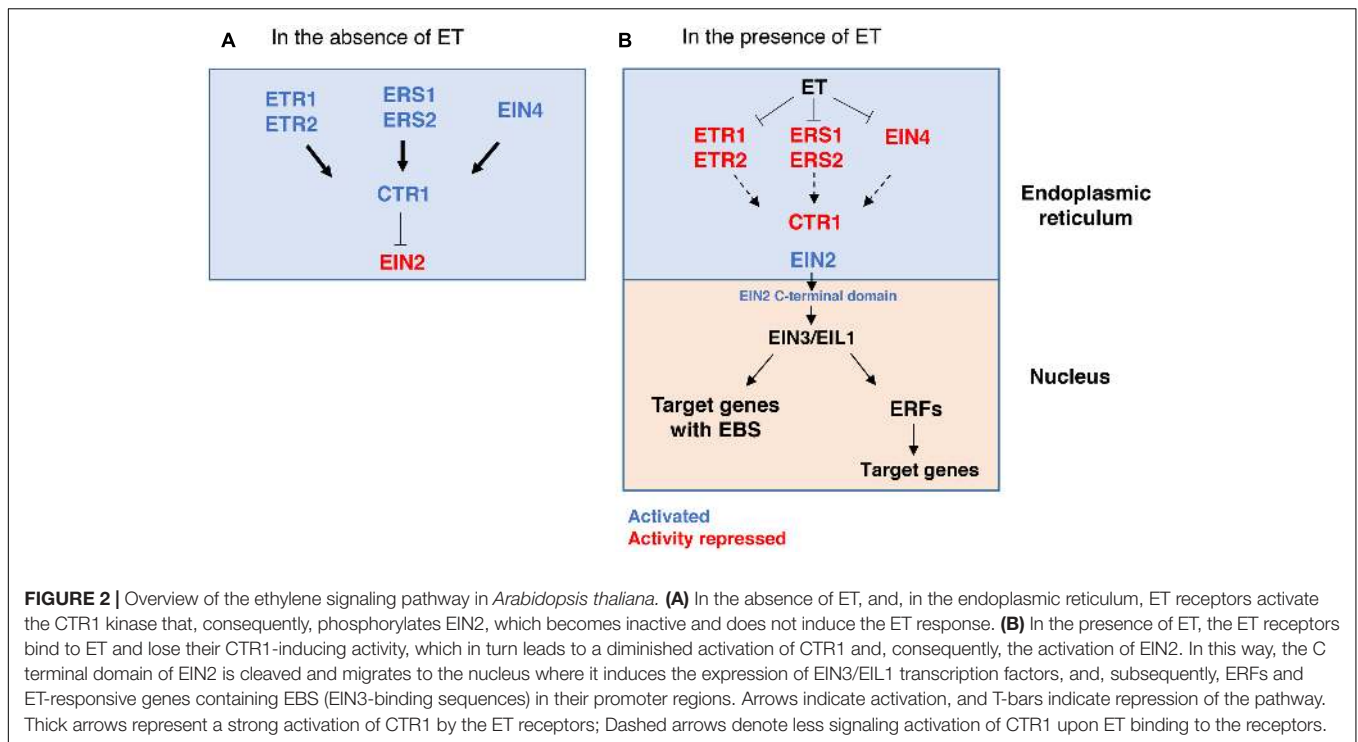 A In the absence of ET
ETR1
ETR2
ERS1
ERS2
EIN4
CTR1
EIN2
B In the presence of ET
ET
ETR1
ETR2
ERS1
ERS2
EIN4
CTR1
EIN2
EIN2 C-terminal domain
EIN3/EIL1
Target genes
with EBS
ERFs
Target genes
Endoplasmic
reticulum
Nucleus
Activated
Activity repressed
FIGURE 2 | Overview of the ethylene signaling pathway in Arabidopsis thaliana. (A) In the absence of ET, and, in the endoplasmic reticulum, ET receptors activate
the CTR1 kinase that, consequently, phosphorylates EIN2, which becomes inactive and does not induce the ET response. (B) In the presence of ET, the ET receptors
bind to ET and lose their CTR1-inducing activity, which in turn leads to a diminished activation of CTR1 and, consequently, the activation of EIN2. In this way, the C
terminal domain of EIN2 is cleaved and migrates to the nucleus where it induces the expression of EIN3/EIL1 transcription factors, and, subsequently, ERFs and
ET-responsive genes containing EBS (EIN3-binding sequences) in their promoter regions. Arrows indicate activation, and T-bars indicate repression of the pathway.
Thick arrows represent a strong activation of CTR1 by the ET receptors; Dashed arrows denote less signaling activation of CTR1 upon ET binding to the receptors.